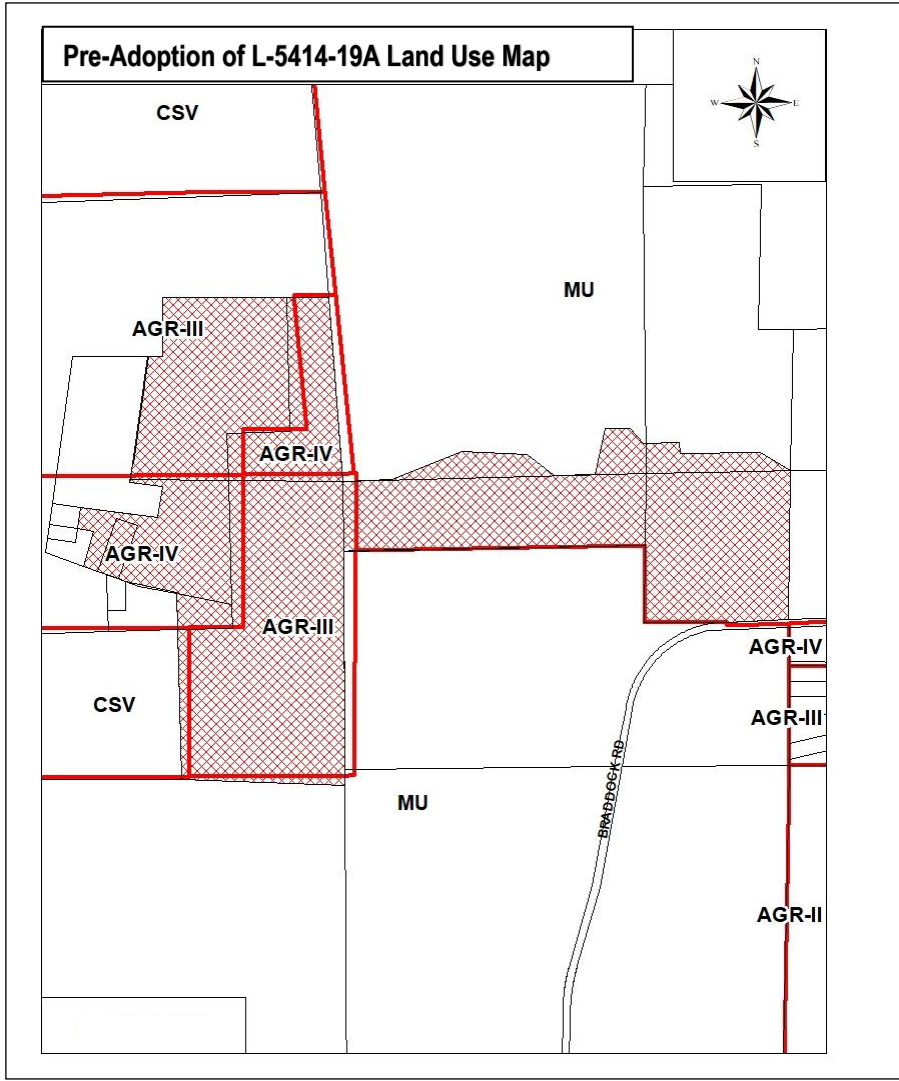 Pre-Adoption of L-5414-19A Land Use Map
N
W E
S
CSV
MU
AGR-III
AGR-IV
AGR-IV
AGR-III
AGR-IV
CSV
AGR-III
BRADDOCK RD
MU
AGR-II